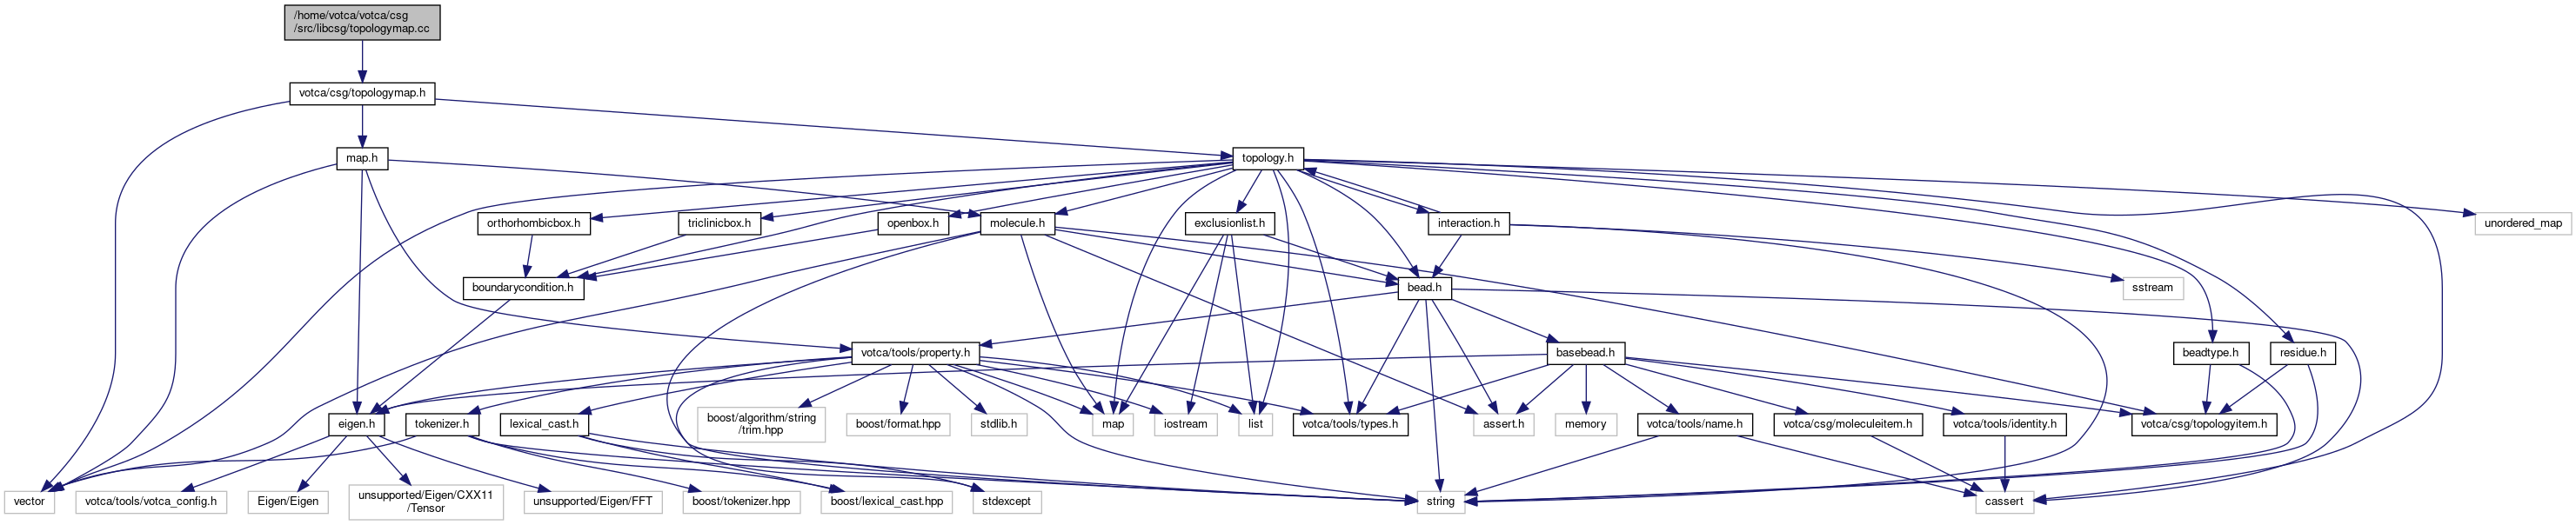 /home/votca/votca/csg
/src/libcsg/topologymap.cc
votca/csg/topologymap.h
map.h
topology.h
orthorhombicbox.h
triclinicbox.h
openbox.h
molecule.h
exclusionlist.h
interaction.h
unordered_map
boundarycondition.h
bead.h
sstream
votca/tools/property.h
basebead.h
beadtype.h
residue.h
eigen.h
tokenizer.h
lexical_cast.h
boost/algorithm/string
/trim.hpp
boost/format.hpp
stdlib.h
map
iostream
list
votca/tools/types.h
assert.h
memory
votca/tools/name.h
votca/csg/moleculeitem.h
votca/tools/identity.h
votca/csg/topologyitem.h
vector
votca/tools/votca_config.h
Eigen/Eigen
unsupported/Eigen/CXX11
/Tensor
unsupported/Eigen/FFT
boost/tokenizer.hpp
boost/lexical_cast.hpp
stdexcept
string
cassert